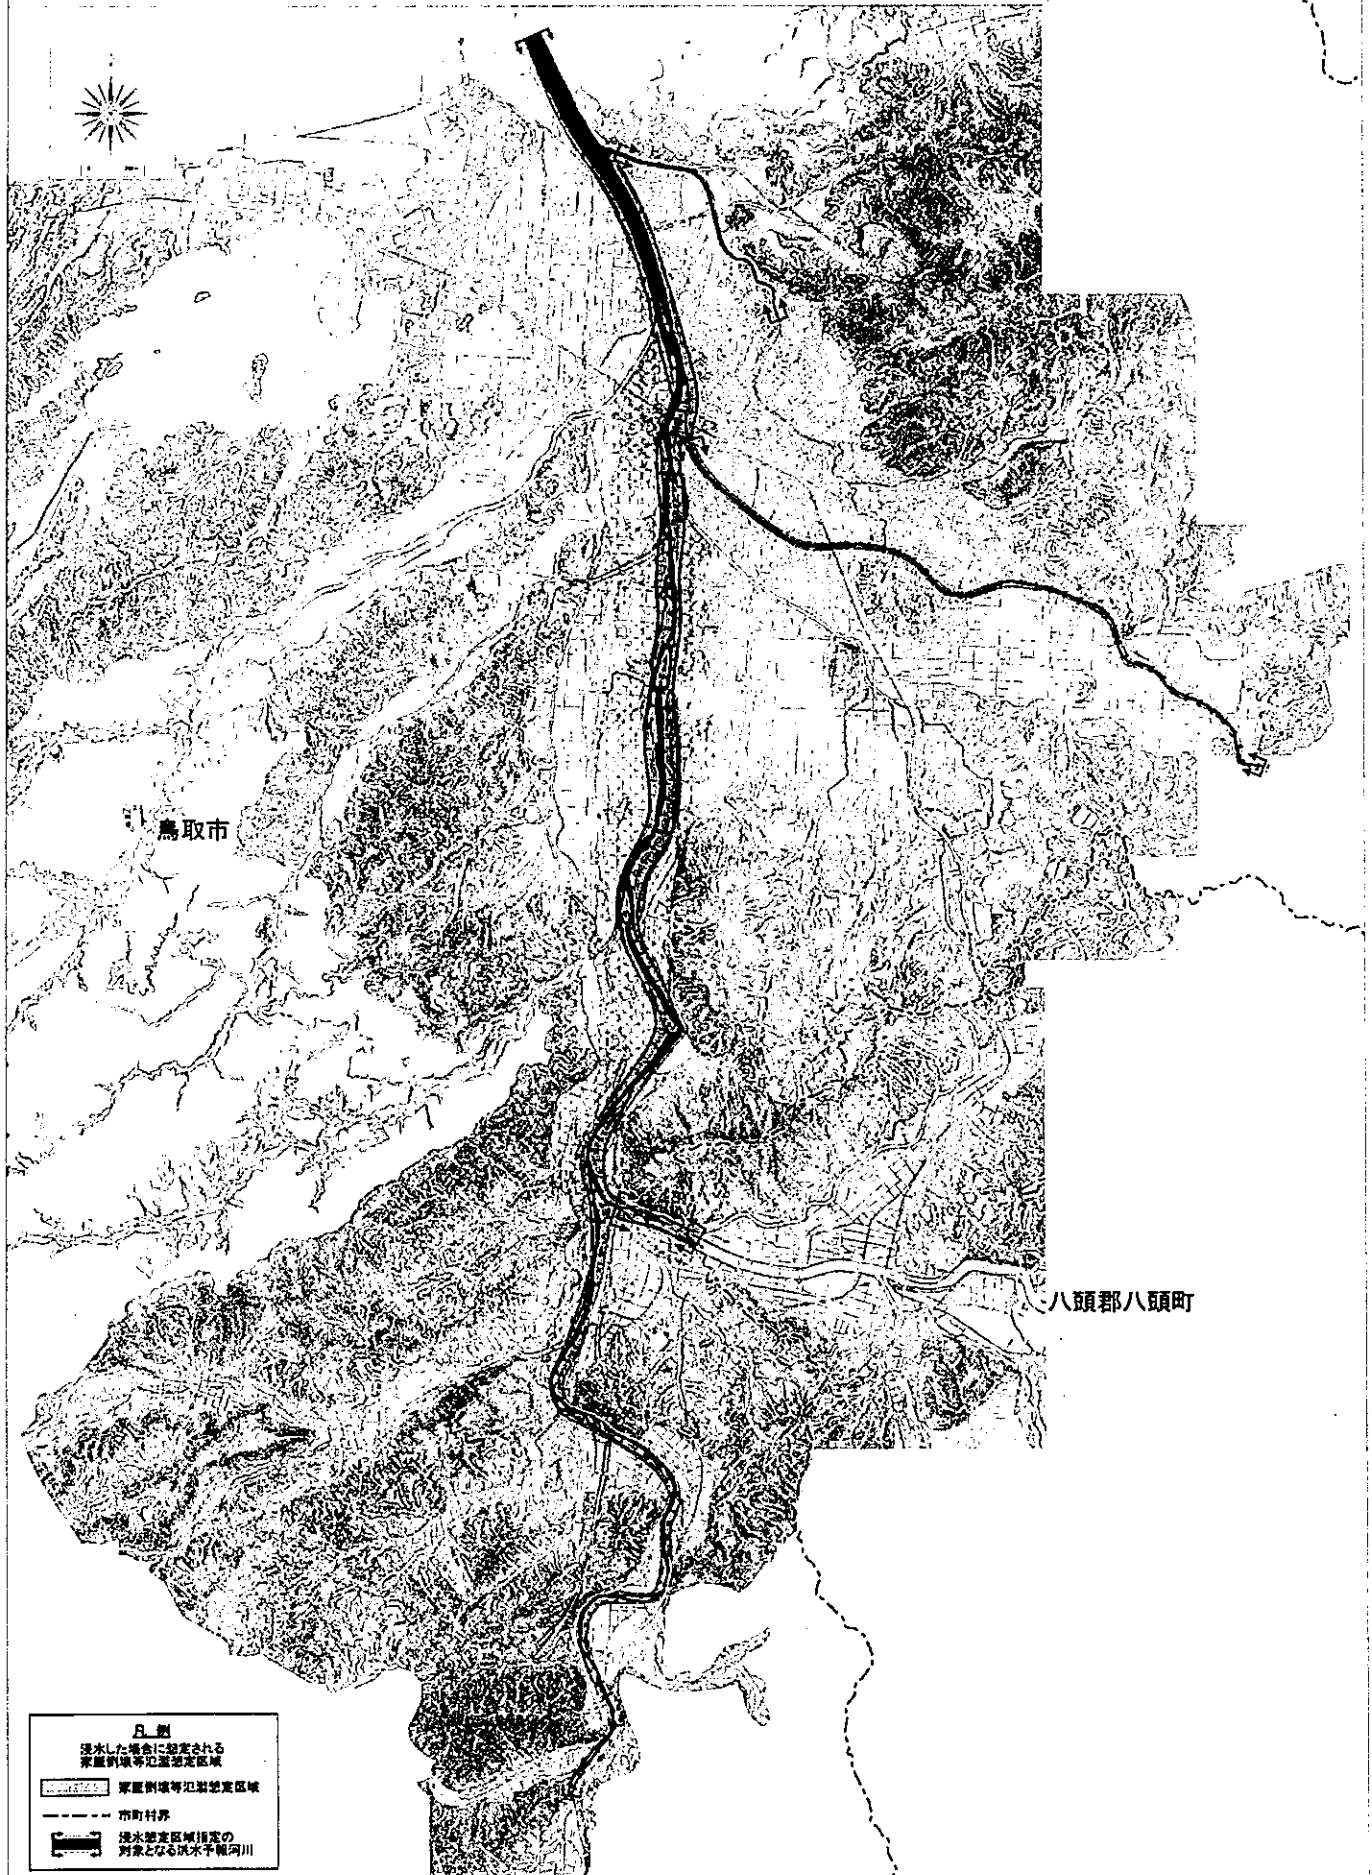 鳥取市
八頭郡八頭町
凡 例
浸水した場合に想定される
家屋倒壊等氾濫想定区域
家屋倒壊等氾濫想定区域
市町村界
浸水想定区域指定の
対象となる洪水予報河川